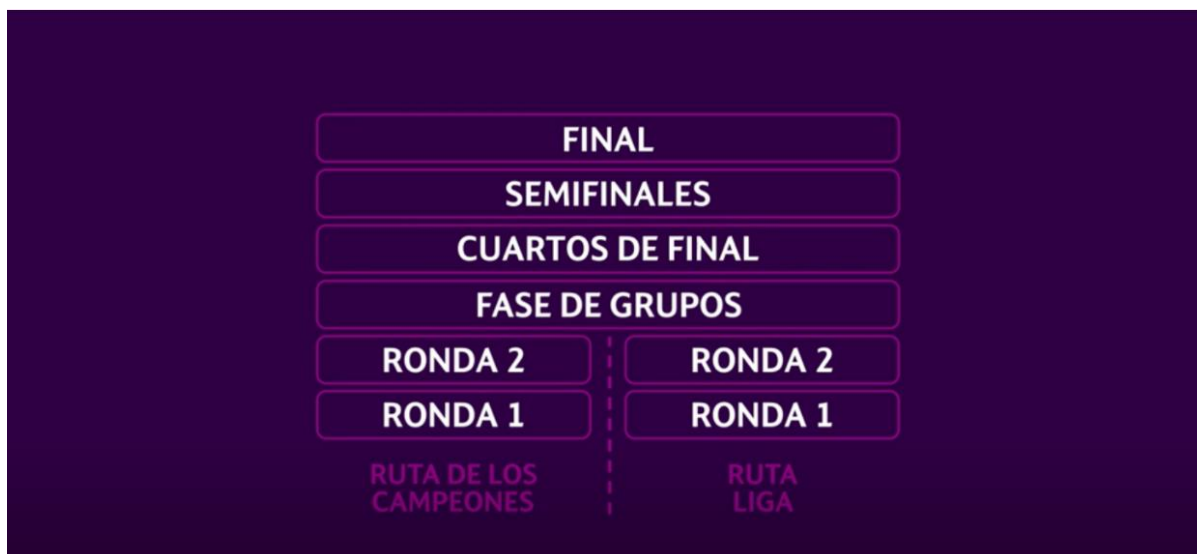 FINAL
SEMIFINALES
CUARTOS DE FINAL
FASE DE GRUPOS
RONDA 2
RONDA 2
RONDA 1
RONDA 1
RUTA DE LOS
CAMPEONES
RUTA
LIGA